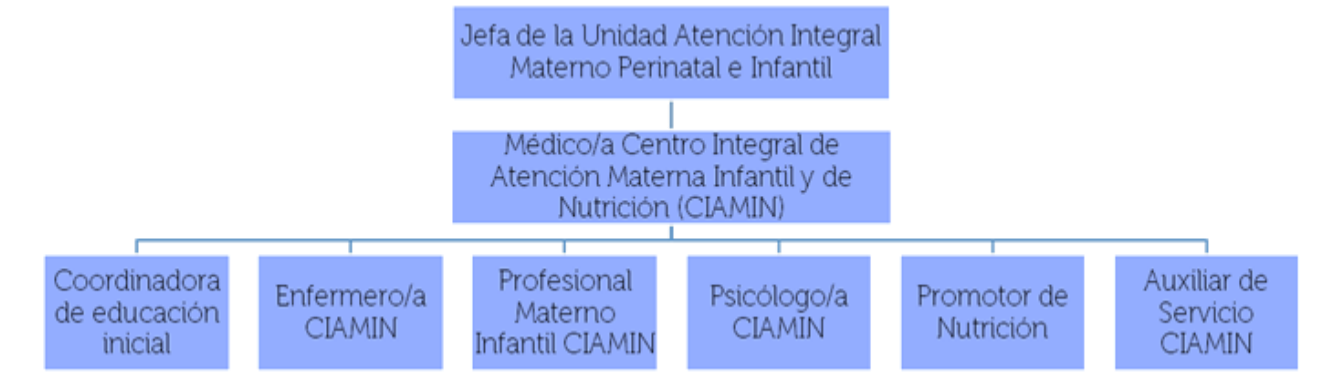 Jefa de la Unidad Atención Integral
Materno Perinatal e Infantil
Médico/a Centro Integral de
Atención Materna Infantil y de
Nutrición (CIAMIN)
Coordinadora
de educación
inicial
Enfermero/a
CIAMIN
Profesional
Materno
Infantil CIAMIN
Psicólogo/a
CIAMIN
Promotor de
Nutrición
Auxiliar de
Servicio
CIAMIN